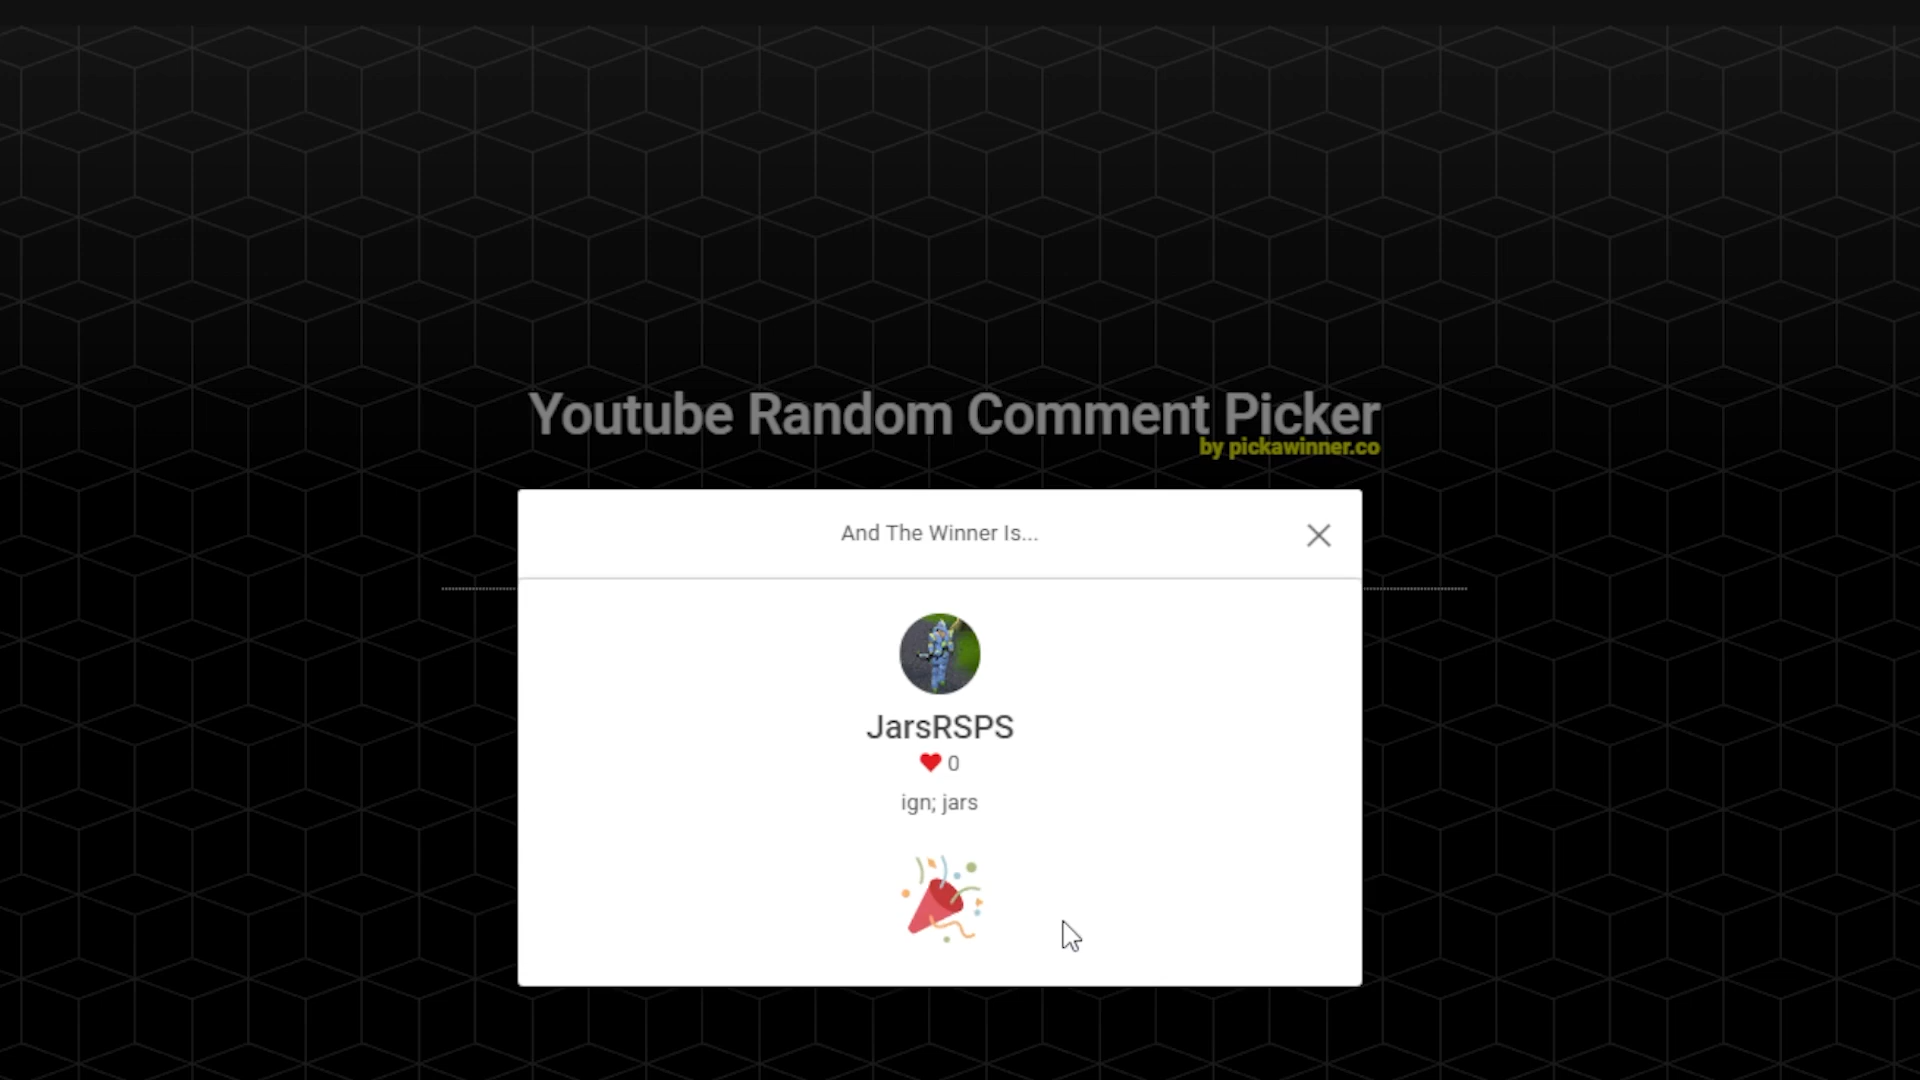 Youtube Random Comment Picker
by pickawinner.co
And The Winner Is...
JarsRSPS
0
ign; jars